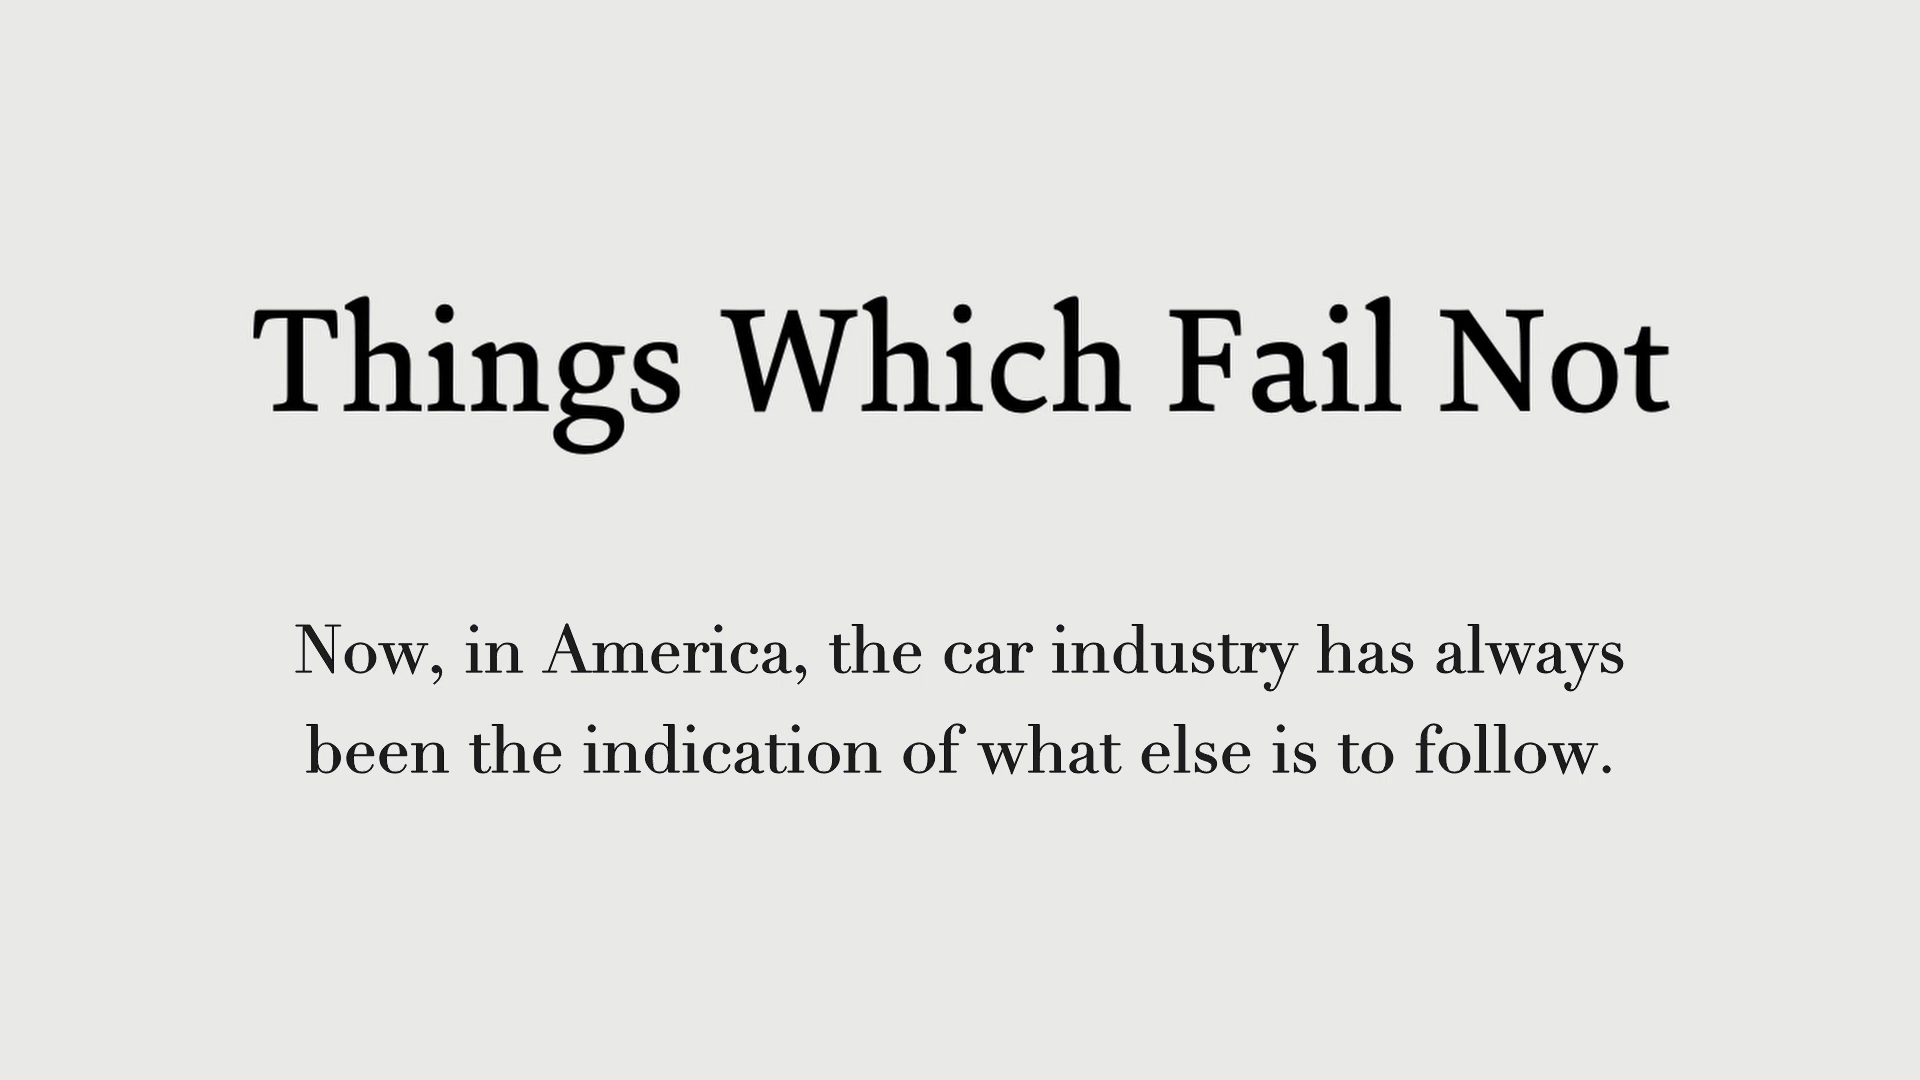 Things Which Fail Not
Now, in America, the car industry has always
been the indication of what else is to follow.